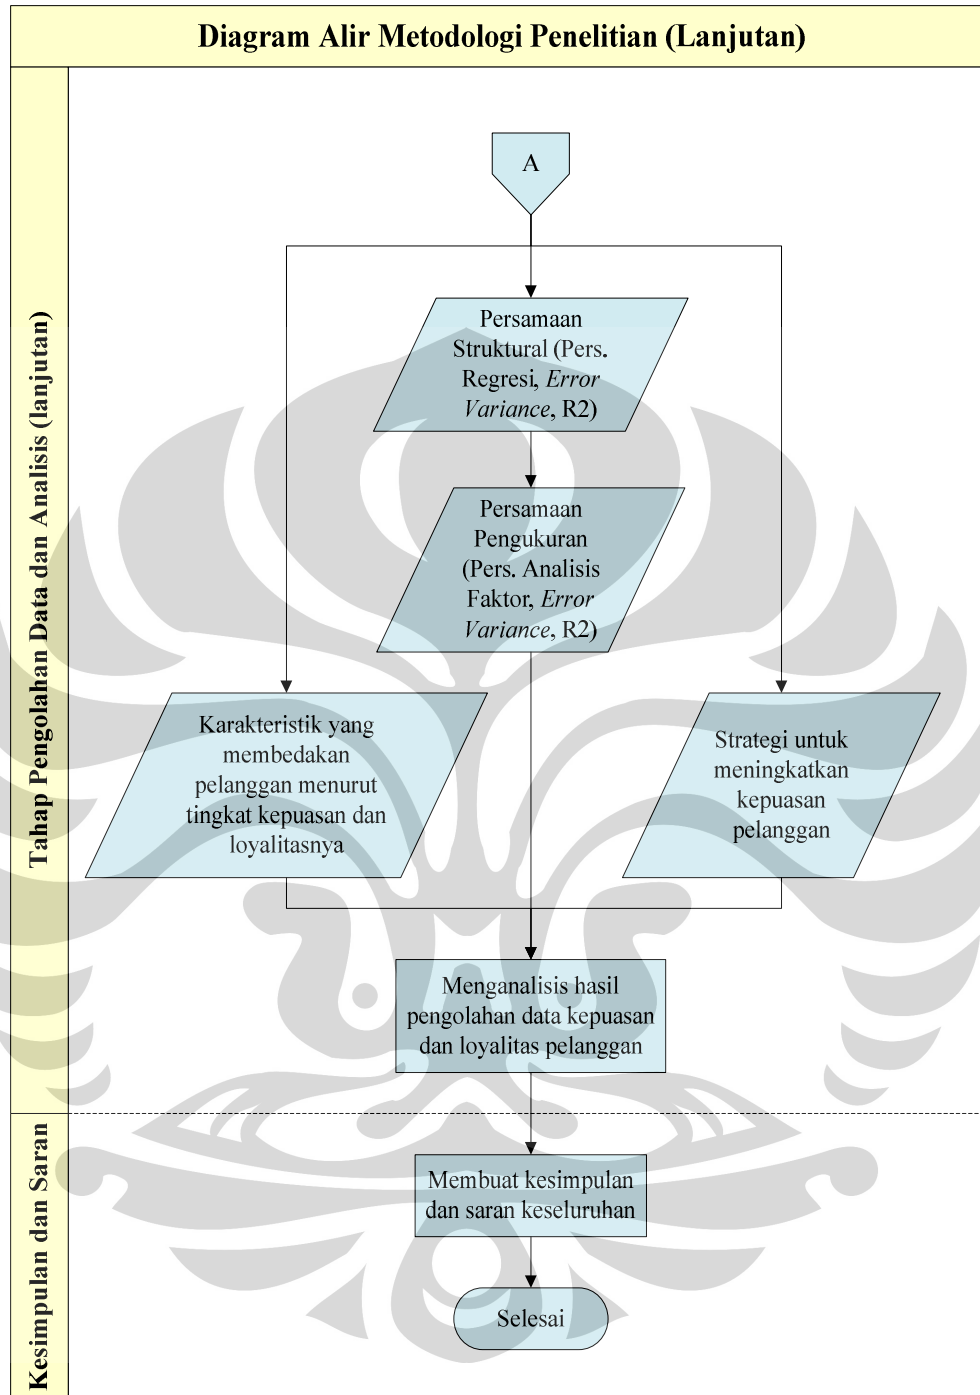 Diagram Alir Metodologi Penelitian (Lanjutan)
Tahap Pengolahan Data dan Analisis (lanjutan)
A
Persamaan
Struktural (Pers.
Regresi, Error
Variance, R2)
Persamaan
Pengukuran
(Pers. Analisis
Faktor, Error
Variance, R2)
Karakteristik yang
membedakan
pelanggan menurut
tingkat kepuasan dan
loyalitasnya
Strategi untuk
meningkatkan
kepuasan
pelanggan
Menganalisis hasil
pengolahan data kepuasan
dan loyalitas pelanggan
Kesimpulan dan Saran
Membuat kesimpulan
dan saran keseluruhan
Selesai